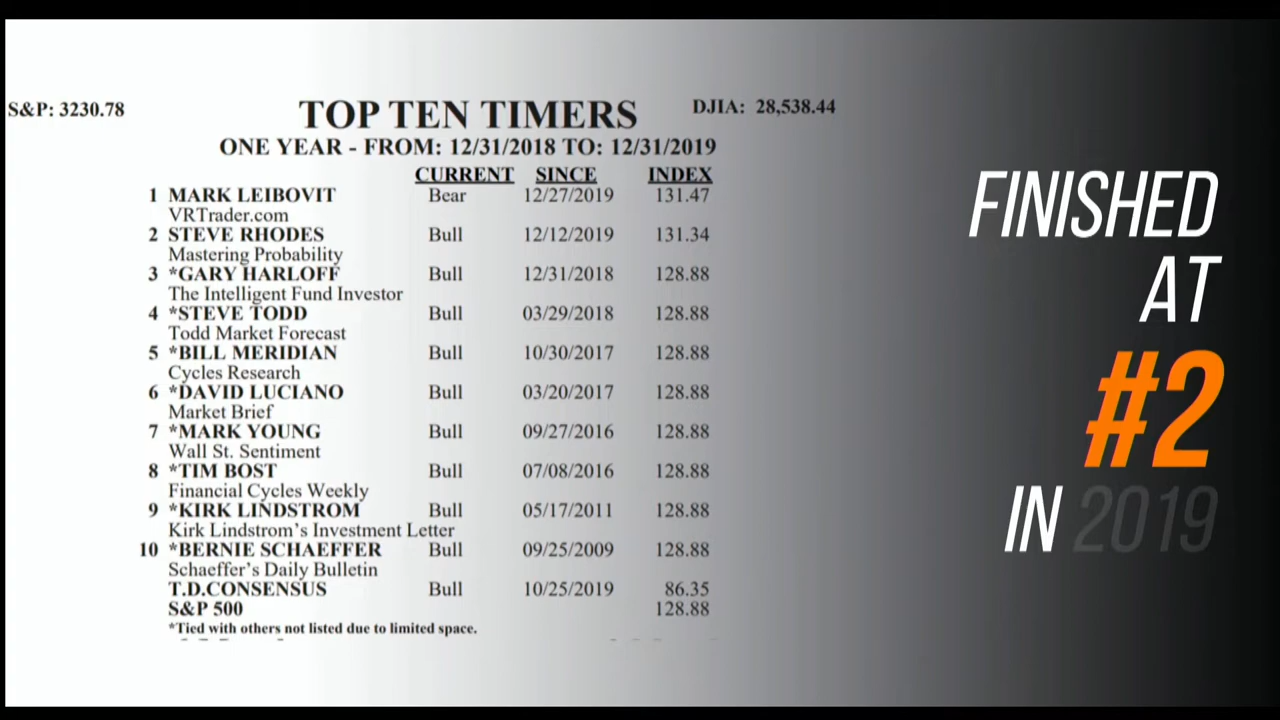 S&P: 3230.78
TOP TEN TIMERS
DJIA: 28,538.44
ONE YEAR - FROM: 12/31/2018 TO: 12/31/2019
CURRENT SINCE INDEX
1 MARK LEIBOVIT Bear 12/27/2019 131.47
VRTrader.com
2 STEVE RHODES Bull 12/12/2019 131.34
Mastering Probability
3 *GARY HARLOFF Bull 12/31/2018 128.88
The Intelligent Fund Investor
4 *STEVE TODD Bull 03/29/2018 128.88
Todd Market Forecast
5 *BILL MERIDIAN Bull 10/30/2017 128.88
Cycles Research
6 *DAVID LUCIANO Bull 03/20/2017 128.88
Market Brief
7 *MARK YOUNG Bull 09/27/2016 128.88
Wall St. Sentiment
8 *TIM BOST Bull 07/08/2016 128.88
Financial Cycles Weekly
9 *KIRK LINDSTROM Bull 05/17/2011 128.88
Kirk Lindstrom's Investment Letter
10 *BERNIE SCHAEFFER Bull 09/25/2009 128.88
Schaeffer's Daily Bulletin
T.D.CONSENSUS Bull 10/25/2019 86.35
S&P 500 128.88
*Tied with others not listed due to limited space.
FINISHED
AT
#2
IN 2019